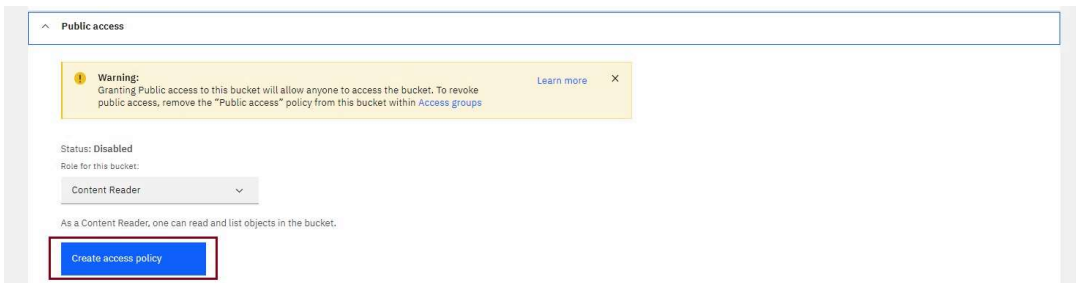 Public access
Warning:
Learn more
Granting Public access to this bucket will allow anyone to access the bucket. To revoke
public access, remove the "Public access" policy from this bucket within Access groups
Status: Disabled
Role for this bucket:
Content Reader
As a Content Reader, one can read and list objects in the bucket.
Create access policy